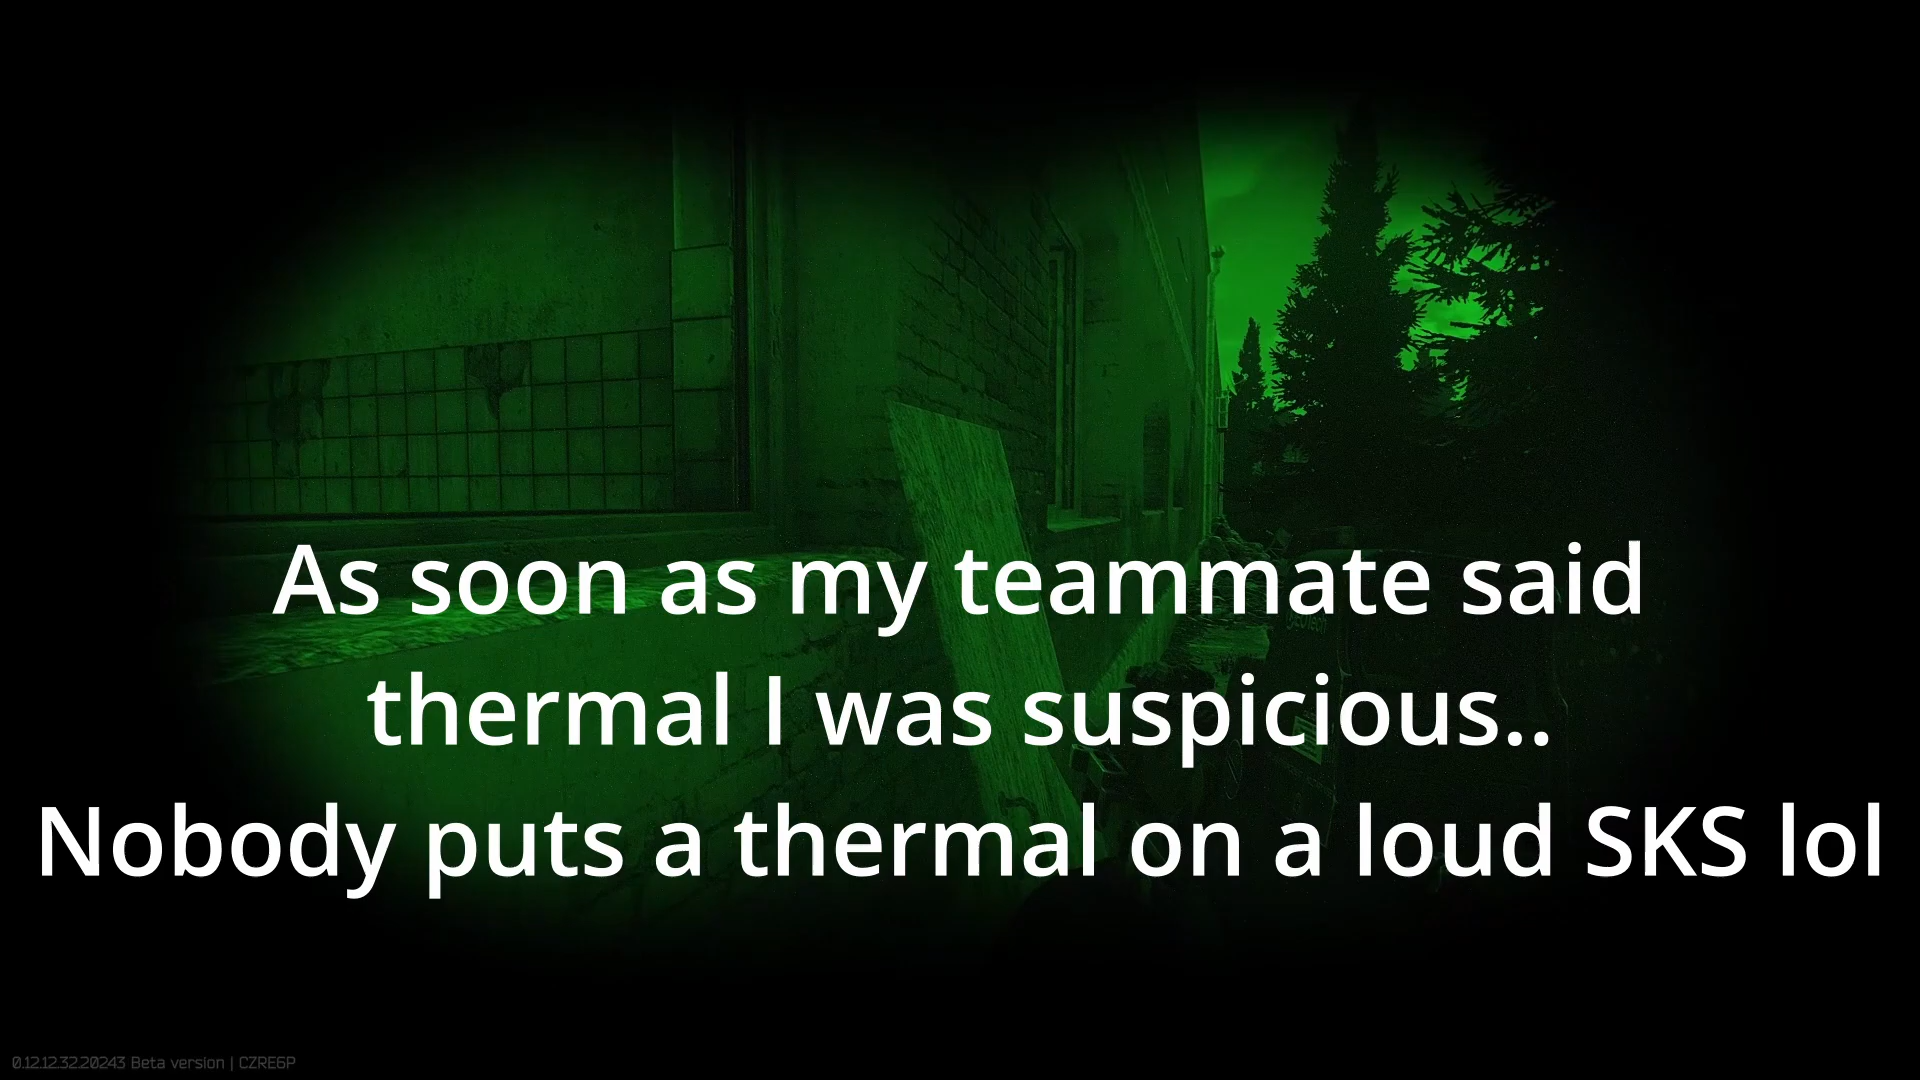 As soon as my teammate said
thermal I was suspicious..
Nobody puts a thermal on a loud SKS lol
0.12.12.32.20243 Beta version | CZRE6P